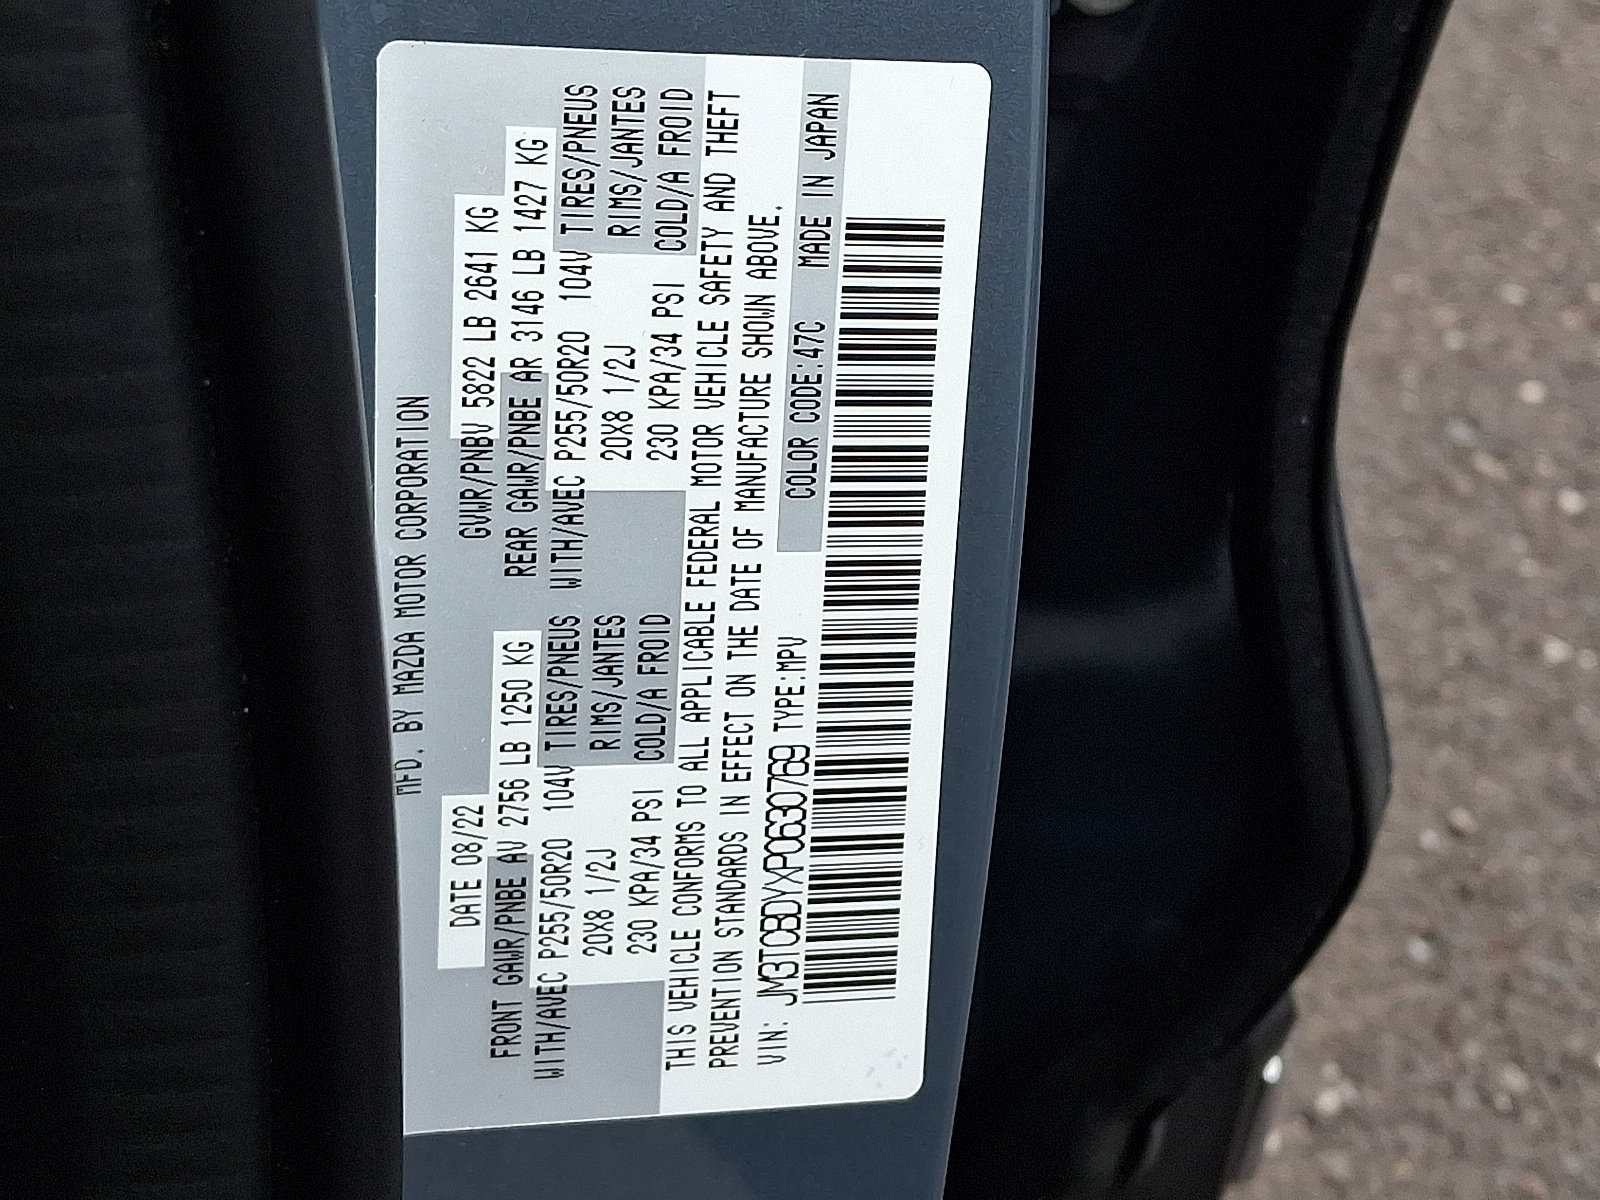 MFD. BY MAZDA MOTOR CORPORATION
DATE 08/22 GVWR/PNBV 5822 LB 2641 KG
FRONT GAWR/PNBE AV 2756 LB 1250 KG REAR GAWR/PNBE AR 3146 LB 1427 KG
WITH/AVEC P255/50R20 104V TIRES/PNEUS WITH/AVEC P255/50R20 104V TIRES/PNEUS
20X8 1/2J RIMS/JANTES 20X8 1/2J RIMS/JANTES
230 KPA/34 PSI COLD/A FROID 230 KPA/34 PSI COLD/A FROID
THIS VEHICLE CONFORMS TO ALL APPLICABLE FEDERAL MOTOR VEHICLE SAFETY AND THEFT
PREVENTION STANDARDS IN EFFECT ON THE DATE OF MANUFACTURE SHOWN ABOVE.
VIN: JM3TCBDYXP0630769 TYPE:MPV COLOR CODE:47C MADE IN JAPAN